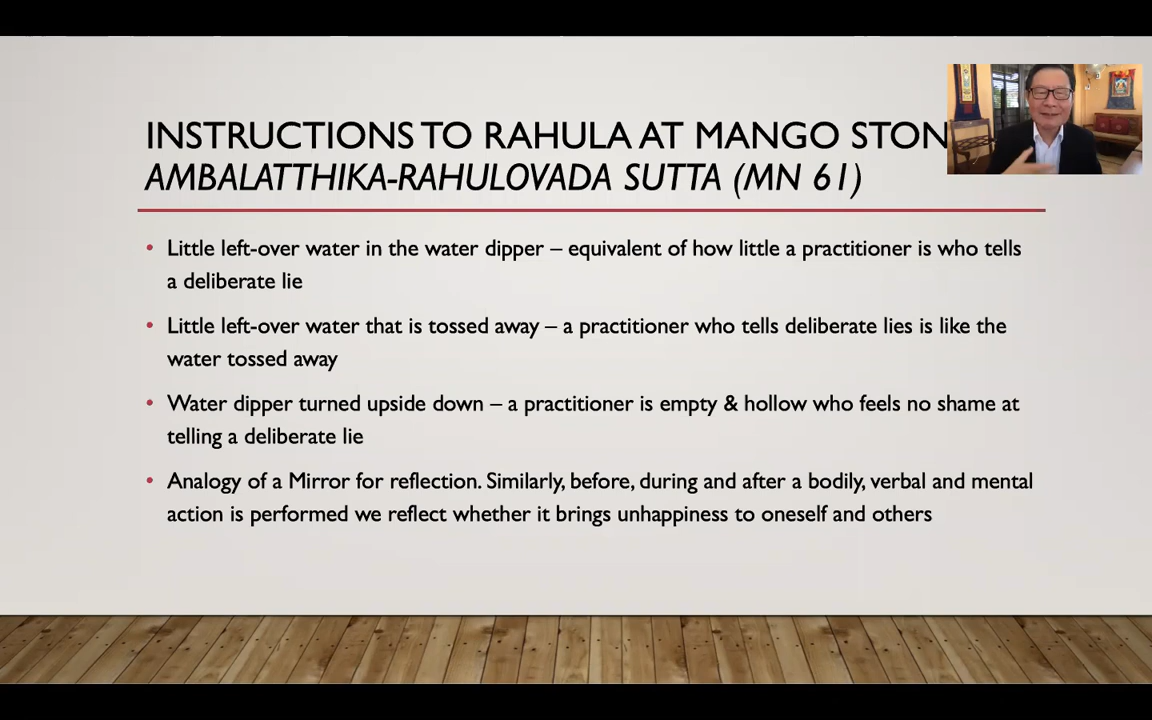 INSTRUCTIONS TO RAHULA AT MANGO
AMBALATTHIKA-RAHULOVADA SUTTA (MN 61)
• Little left-over water in the water dipper – equivalent of how little a practitioner is who tells
a deliberate lie
• Little left-over water that is tossed away – a practitioner who tells deliberate lies is like the
water tossed away
• Water dipper turned upside down – a practitioner is empty & hollow who feels no shame at
telling a deliberate lie
• Analogy of a Mirror for reflection. Similarly, before, during and after a bodily, verbal and mental
action is performed we reflect whether it brings unhappiness to oneself and others